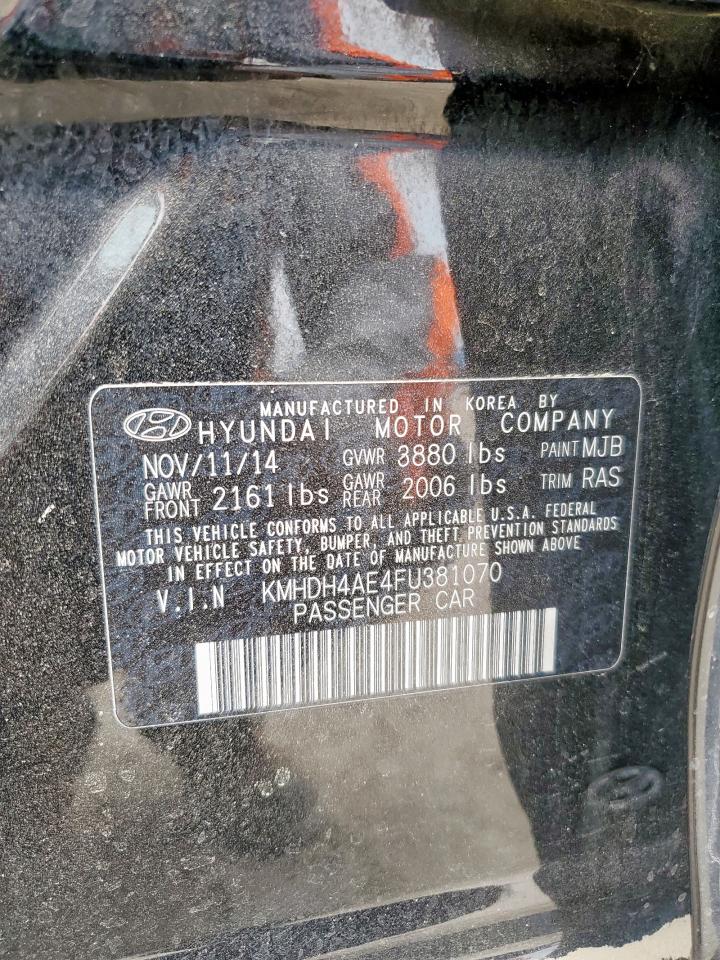 MANUFACTURED IN KOREA BY
HYUNDAI MOTOR COMPANY
NOV/11/14 GVWR 3880 lbs PAINT MJB
GAWR FRONT 2161 lbs GAWR REAR 2006 lbs TRIM RAS
THIS VEHICLE CONFORMS TO ALL APPLICABLE U.S.A. FEDERAL
MOTOR VEHICLE SAFETY, BUMPER, AND THEFT PREVENTION STANDARDS
IN EFFECT ON THE DATE OF MANUFACTURE SHOWN ABOVE
V.I.N KMHDH4AE4FU381070
PASSENGER CAR